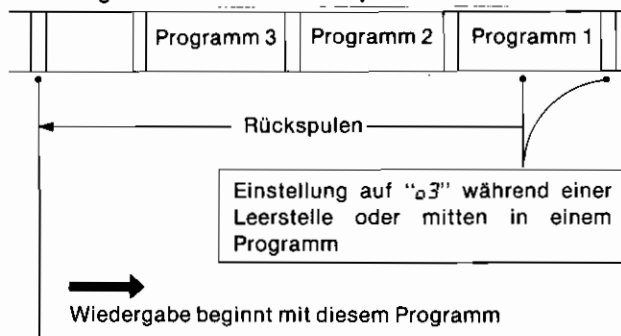 Programm 3 Programm 2 Programm 1
Rückspulen
Einstellung auf “o3” während einer
Leerstelle oder mitten in einem
Programm
Wiedergabe beginnt mit diesem Programm